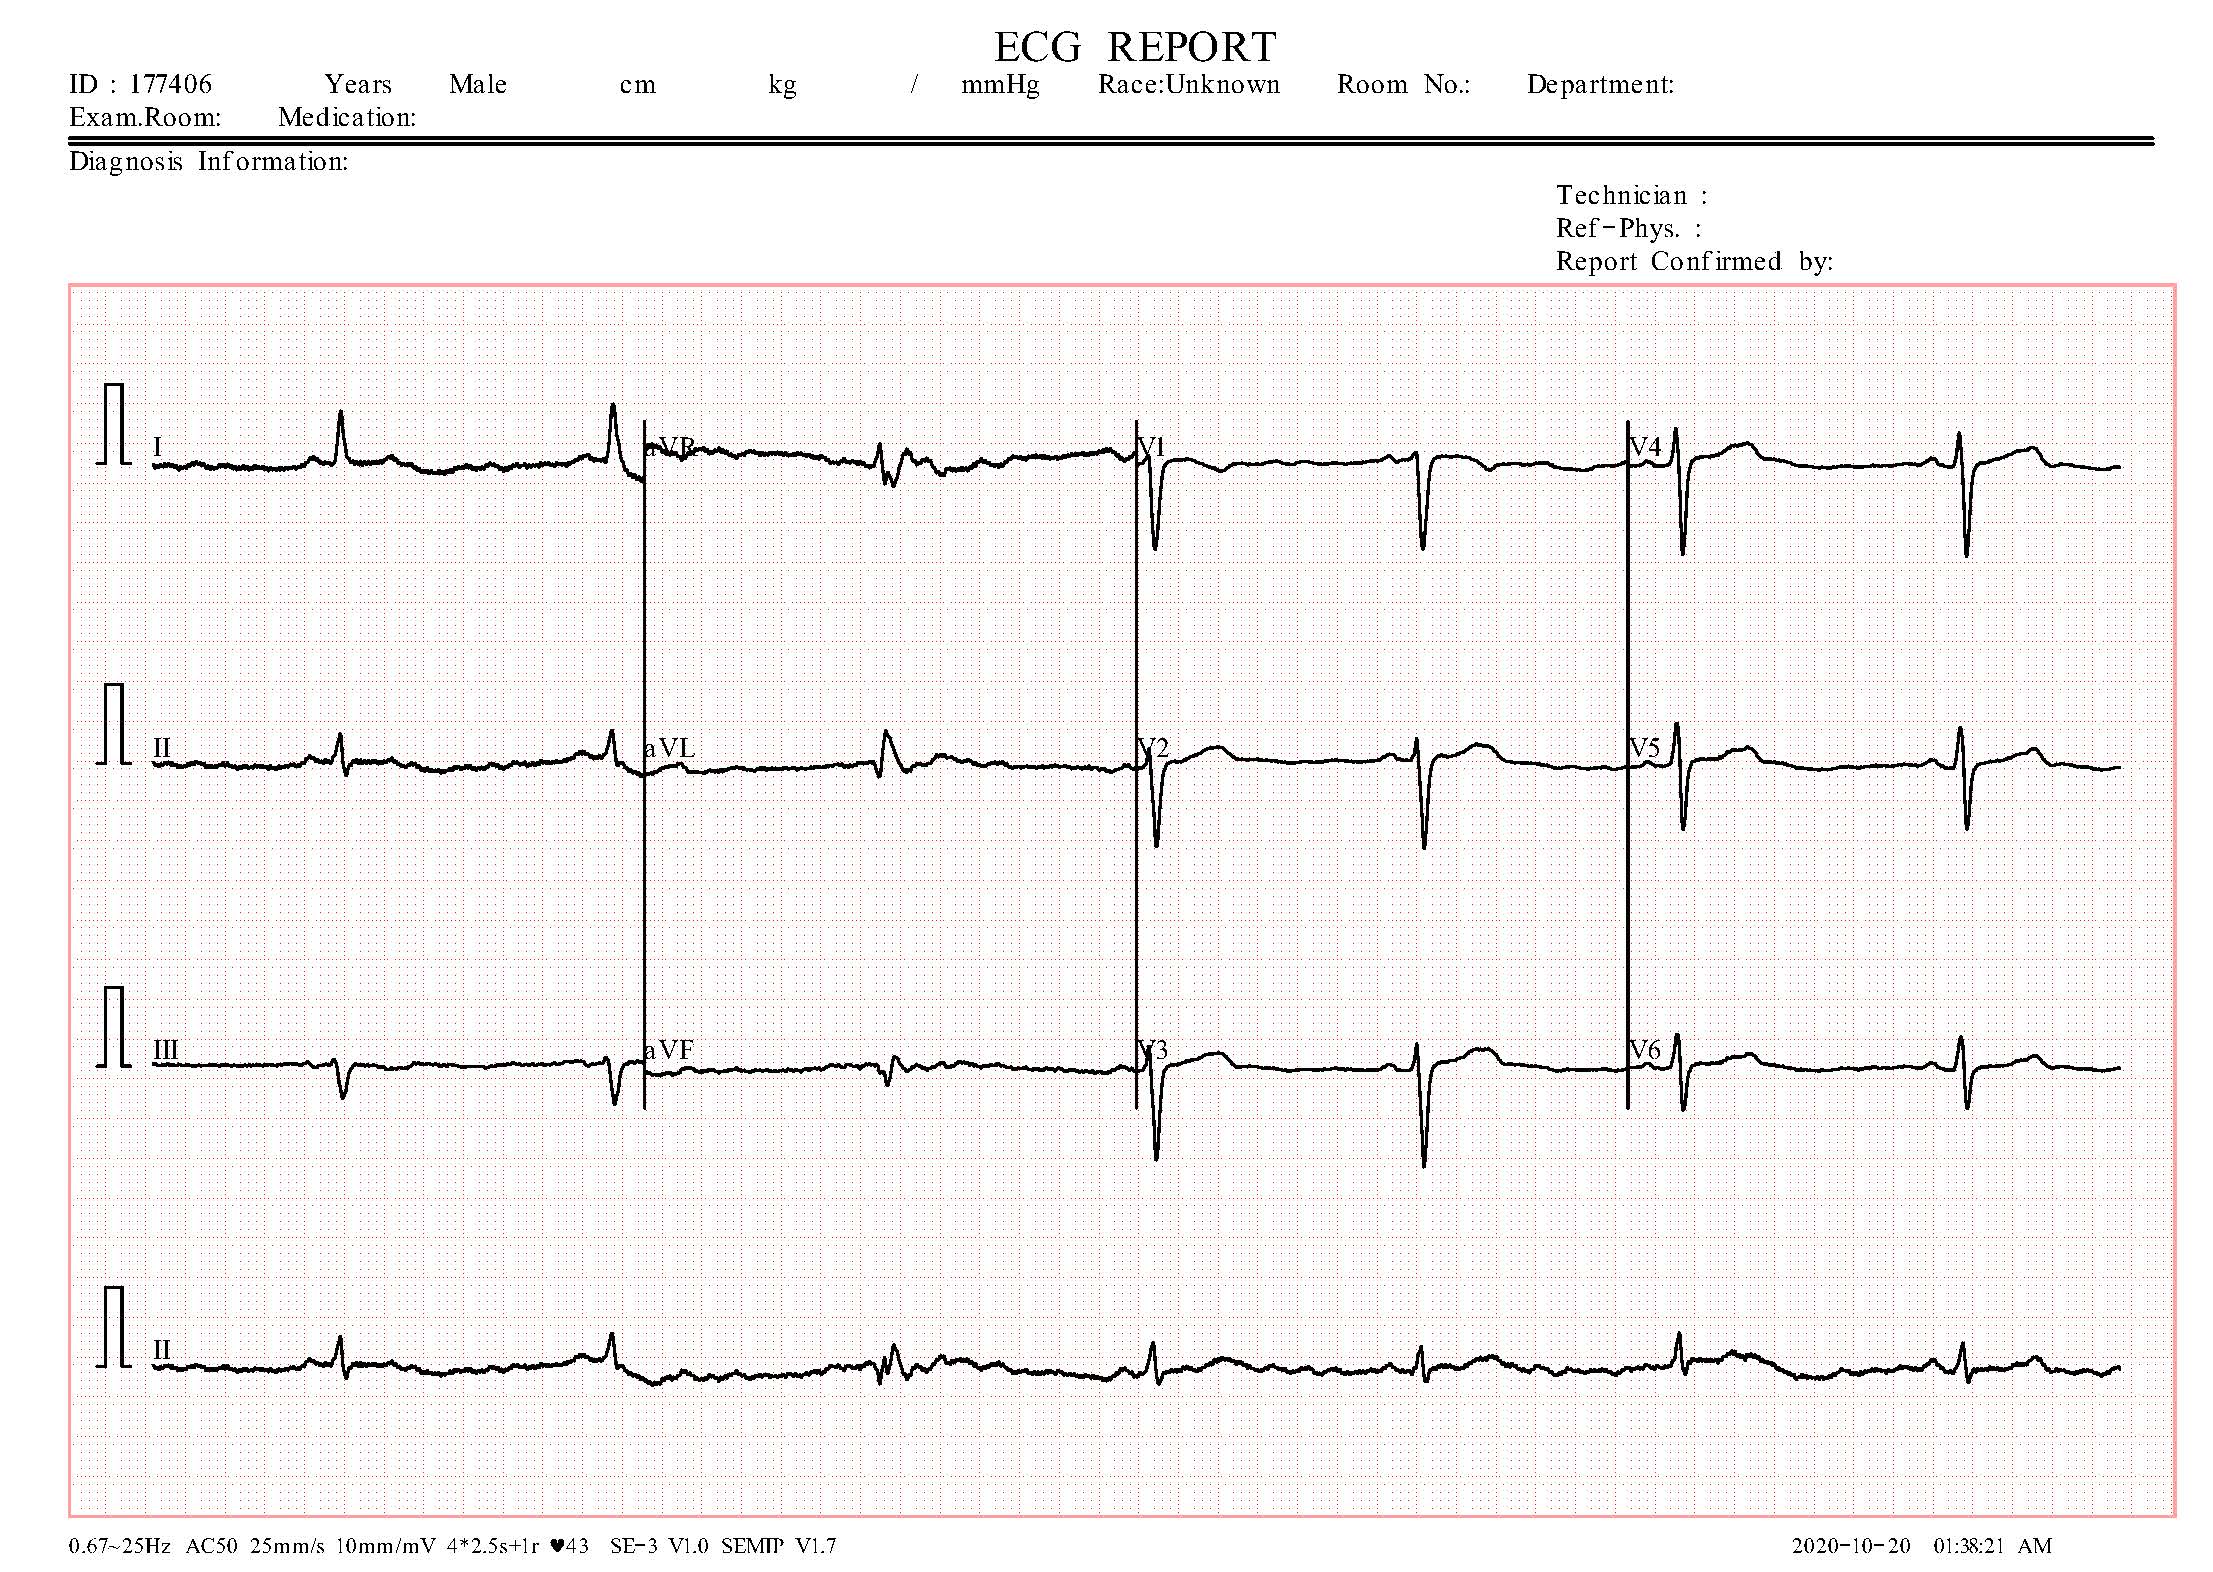 ECG REPORT
ID : 177406 Years Male cm kg / mmHg Race:Unknown Room No.: Department:
Exam.Room: Medication:
Diagnosis Information:
Technician :
Ref-Phys. :
Report Confirmed by:
I aVR V1 V4
II aVL V2 V5
III aVF V3 V6
II
0.67~25Hz AC50 25mm/s 10mm/mV 4*2.5s+1r ♥43 SE-3 V1.0 SEMIP V1.7 2020-10-20 01:38:21 AM